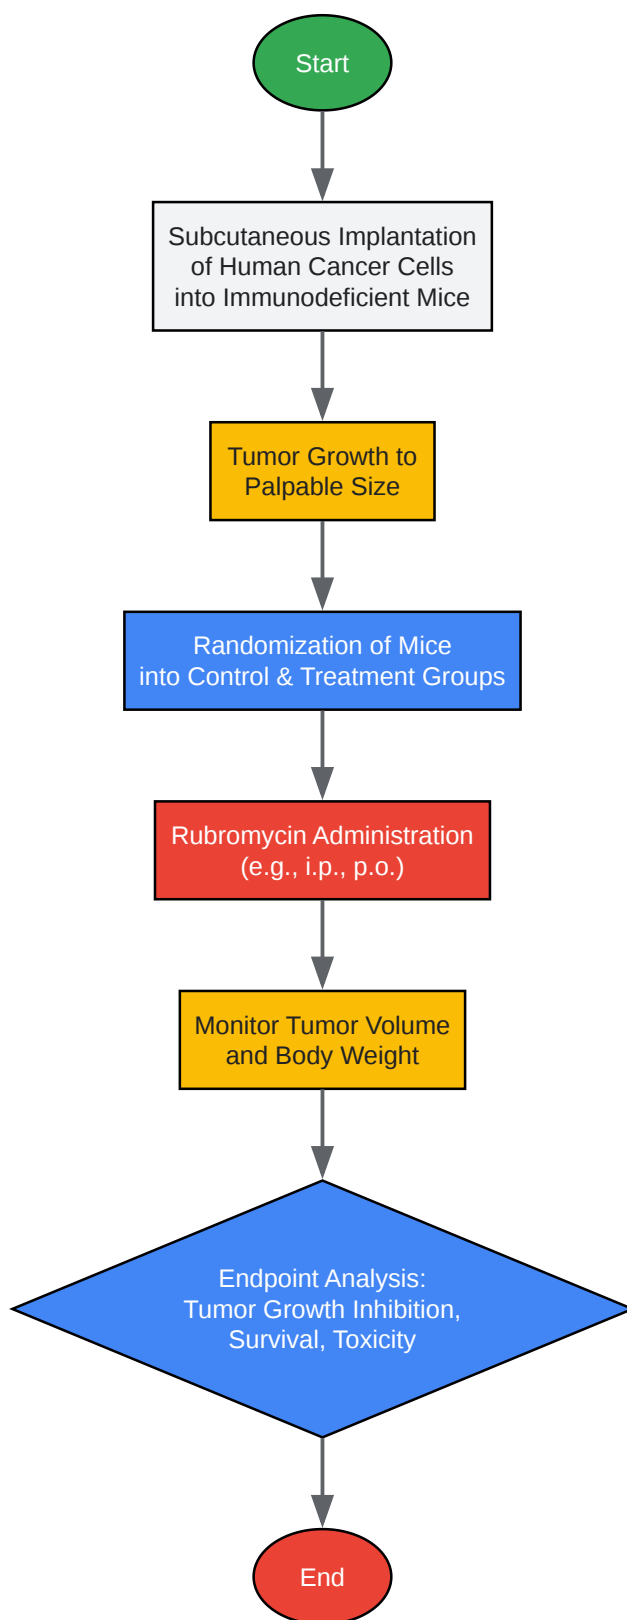 Start
Subcutaneous Implantation
of Human Cancer Cells
into Immunodeficient Mice
Tumor Growth to
Palpable Size
Randomization of Mice
into Control & Treatment Groups
Rubromycin Administration
(e.g., i.p., p.o.)
Monitor Tumor Volume
and Body Weight
Endpoint Analysis:
Tumor Growth Inhibition,
Survival, Toxicity
End